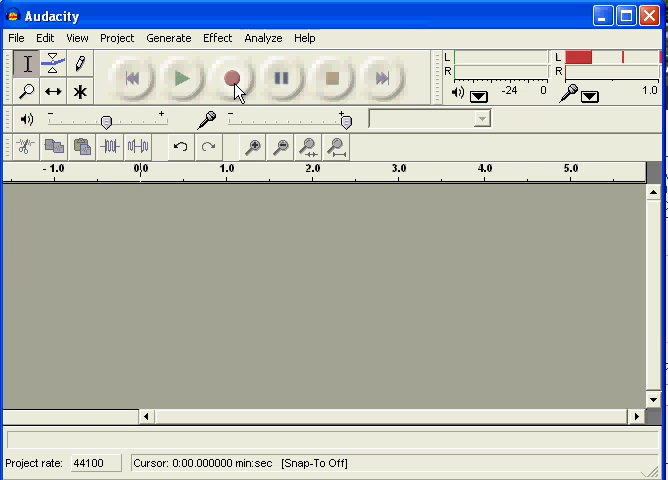 Audacity
File Edit View Project Generate Effect Analyze Help
L
R
-24 0
L
R
1.0
- + - +
- 1.0 0.0 1.0 2.0 3.0 4.0 5.0
Project rate: 44100 Cursor: 0:00.000000 min:sec [Snap-To Off]